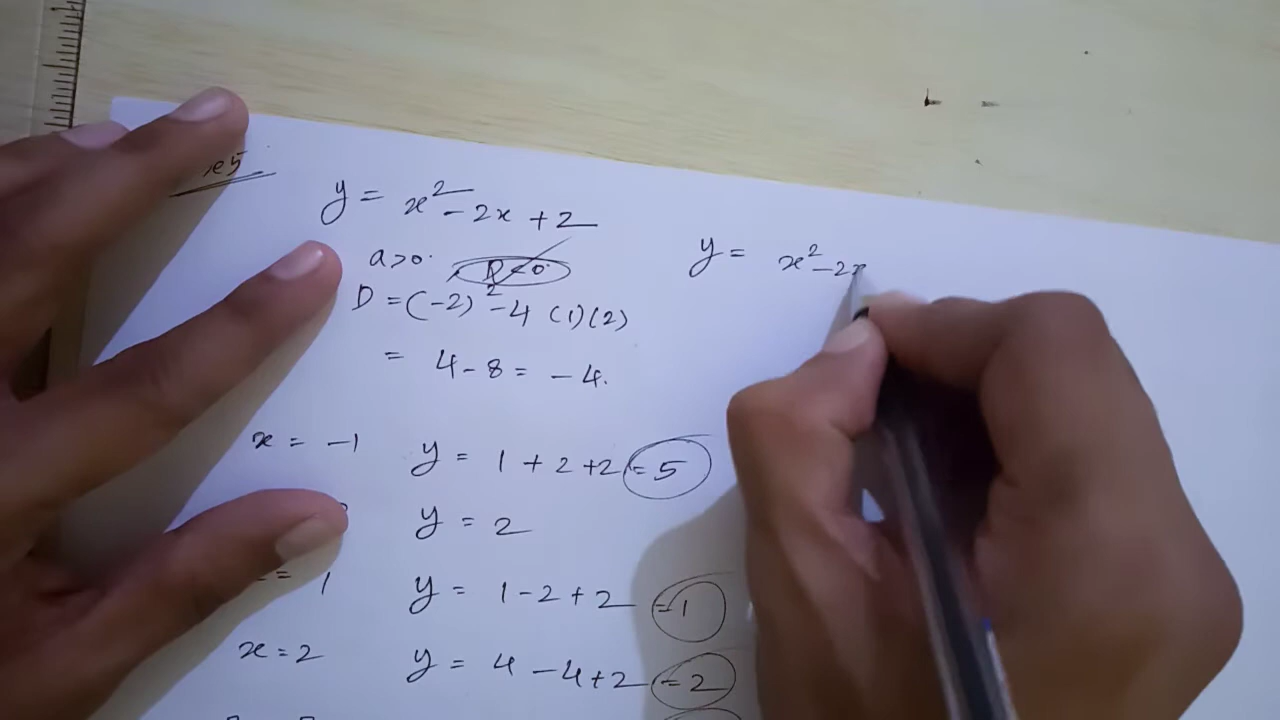 y = x² - 2x + 2
a > 0. D < 0.
D = (-2)² - 4 (1)(2)
= 4 - 8 = -4.
x = -1 y = 1 + 2 + 2 = 5
y = 2
= 1 y = 1 - 2 + 2 = 1
x = 2 y = 4 - 4 + 2 = 2
y = x² - 2x